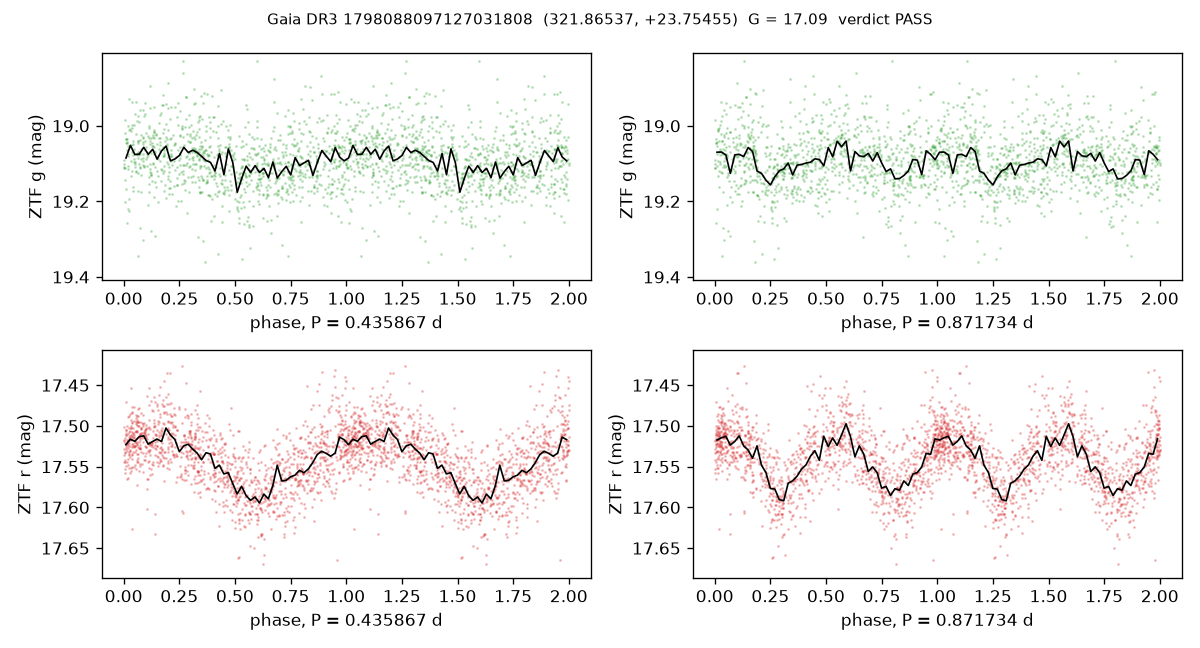 Gaia DR3 1798088097127031808 (321.86537, +23.75455) G = 17.09 verdict PASS
ZTF g (mag)
19.0
19.2
19.4
0.00 0.25 0.50 0.75 1.00 1.25 1.50 1.75 2.00
phase, P = 0.435867 d
ZTF g (mag)
19.0
19.2
19.4
0.00 0.25 0.50 0.75 1.00 1.25 1.50 1.75 2.00
phase, P = 0.871734 d
ZTF r (mag)
17.45
17.50
17.55
17.60
17.65
0.00 0.25 0.50 0.75 1.00 1.25 1.50 1.75 2.00
phase, P = 0.435867 d
ZTF r (mag)
17.45
17.50
17.55
17.60
17.65
0.00 0.25 0.50 0.75 1.00 1.25 1.50 1.75 2.00
phase, P = 0.871734 d